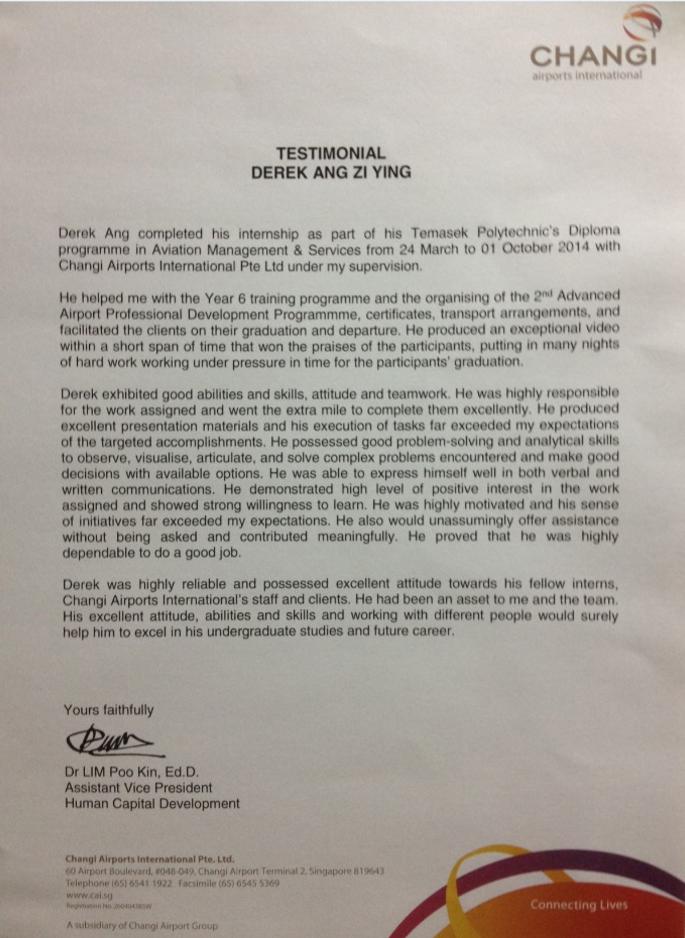 CHANGI
airports international
TESTIMONIAL
DEREK ANG ZI YING
Derek Ang completed his internship as part of his Temasek Polytechnic's Diploma
programme in Aviation Management & Services from 24 March to 01 October 2014 with
Changi Airports International Pte Ltd under my supervision.
He helped me with the Year 6 training programme and the organising of the 2nd Advanced
Airport Professional Development Programmme, certificates, transport arrangements, and
facilitated the clients on their graduation and departure. He produced an exceptional video
within a short span of time that won the praises of the participants, putting in many nights
of hard work working under pressure in time for the participants' graduation.
Derek exhibited good abilities and skills, attitude and teamwork. He was highly responsible
for the work assigned and went the extra mile to complete them excellently. He produced
excellent presentation materials and his execution of tasks far exceeded my expectations
of the targeted accomplishments. He possessed good problem-solving and analytical skills
to observe, visualise, articulate, and solve complex problems encountered and make good
decisions with available options. He was able to express himself well in both verbal and
written communications. He demonstrated high level of positive interest in the work
assigned and showed strong willingness to learn. He was highly motivated and his sense
of initiatives far exceeded my expectations. He also would unassumingly offer assistance
without being asked and contributed meaningfully. He proved that he was highly
dependable to do a good job.
Derek was highly reliable and possessed excellent attitude towards his fellow interns,
Changi Airports International's staff and clients. He had been an asset to me and the team.
His excellent attitude, abilities and skills and working with different people would surely
help him to excel in his undergraduate studies and future career.
Yours faithfully
Dr LIM Poo Kin, Ed.D.
Assistant Vice President
Human Capital Development
Changi Airports International Pte. Ltd.
60 Airport Boulevard, #048-049, Changi Airport Terminal 2, Singapore 819643
Telephone (65) 6541 1922 Facsimile (65) 6545 5369
www.cai.sg
Registration No.
A subsidiary of Changi Airport Group
Connecting Lives